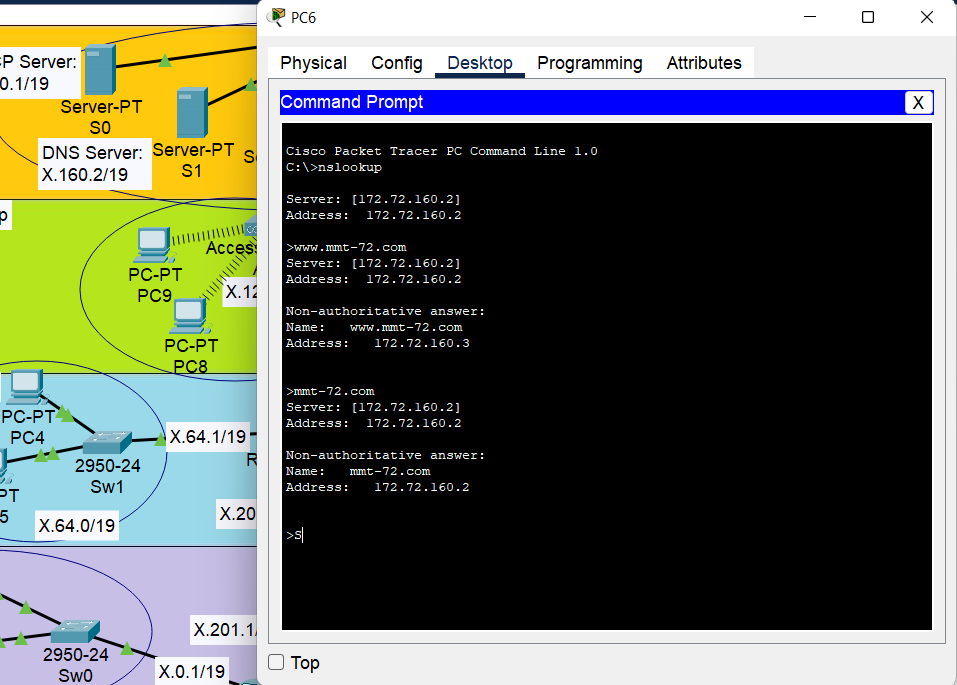 PC6
Physical Config Desktop Programming Attributes
Command Prompt
X
Cisco Packet Tracer PC Command Line 1.0
C:\>nslookup
Server: [172.72.160.2]
Address: 172.72.160.2
>www.mmt-72.com
Server: [172.72.160.2]
Address: 172.72.160.2
Non-authoritative answer:
Name: www.mmt-72.com
Address: 172.72.160.3
>mmt-72.com
Server: [172.72.160.2]
Address: 172.72.160.2
Non-authoritative answer:
Name: mmt-72.com
Address: 172.72.160.2
>S
Top
P Server:
0.1/19
Server-PT
S0
DNS Server:
X.160.2/19
Server-PT
S1
p
Access
PC-PT
PC9
X.12
PC-PT
PC8
PC-PT
PC4
X.64.1/19
2950-24
Sw1
PT
5
X.64.0/19
X.20
X.201.1/
2950-24
Sw0
X.0.1/19